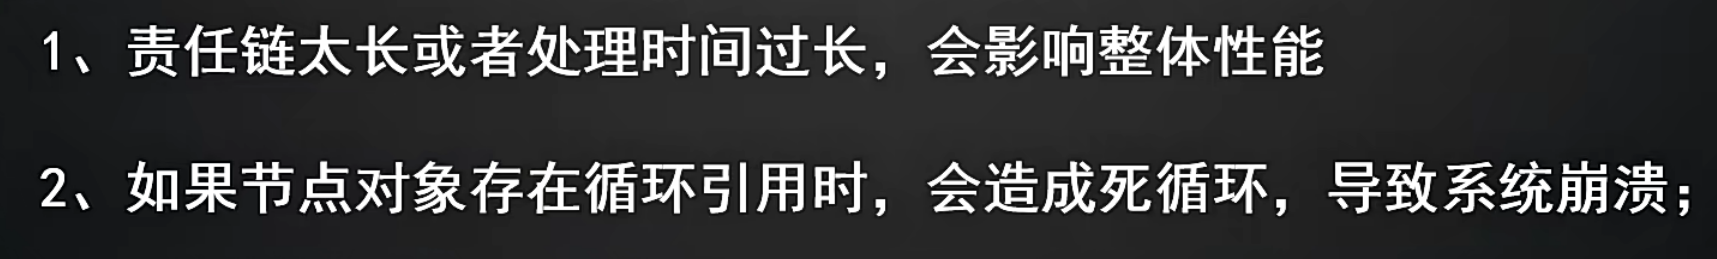 1、责任链太长或者处理时间过长，会影响整体性能
2、如果节点对象存在循环引用时，会造成死循环，导致系统崩溃；